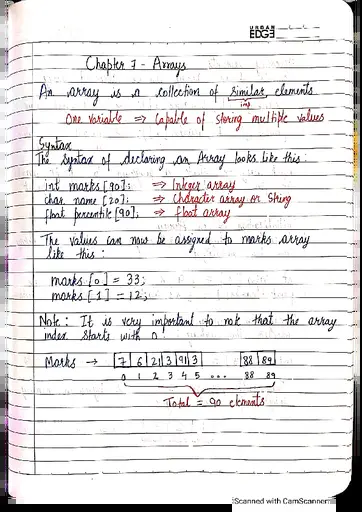 URBAN
EDGE
Chapter 7 - Arrays
An array is a collection of similar elements
imp
One variable ⇒ Capable of storing multiple values
Syntax
The syntax of declaring an Array looks like this :
int marks[90]; ⇒ Integer array
char name [20]; ⇒ Character array or String
float percentile [90]; ⇒ float array
The values can now be assigned to marks array
like this :
marks [0] = 33;
marks [1] = 12;
Note : It is very important to note that the array
index starts with 0
Marks → 7 6 21 3 91 3 88 89
0 1 2 3 4 5 ... 88 89
Total = 90 elements
Scanned with CamScanner